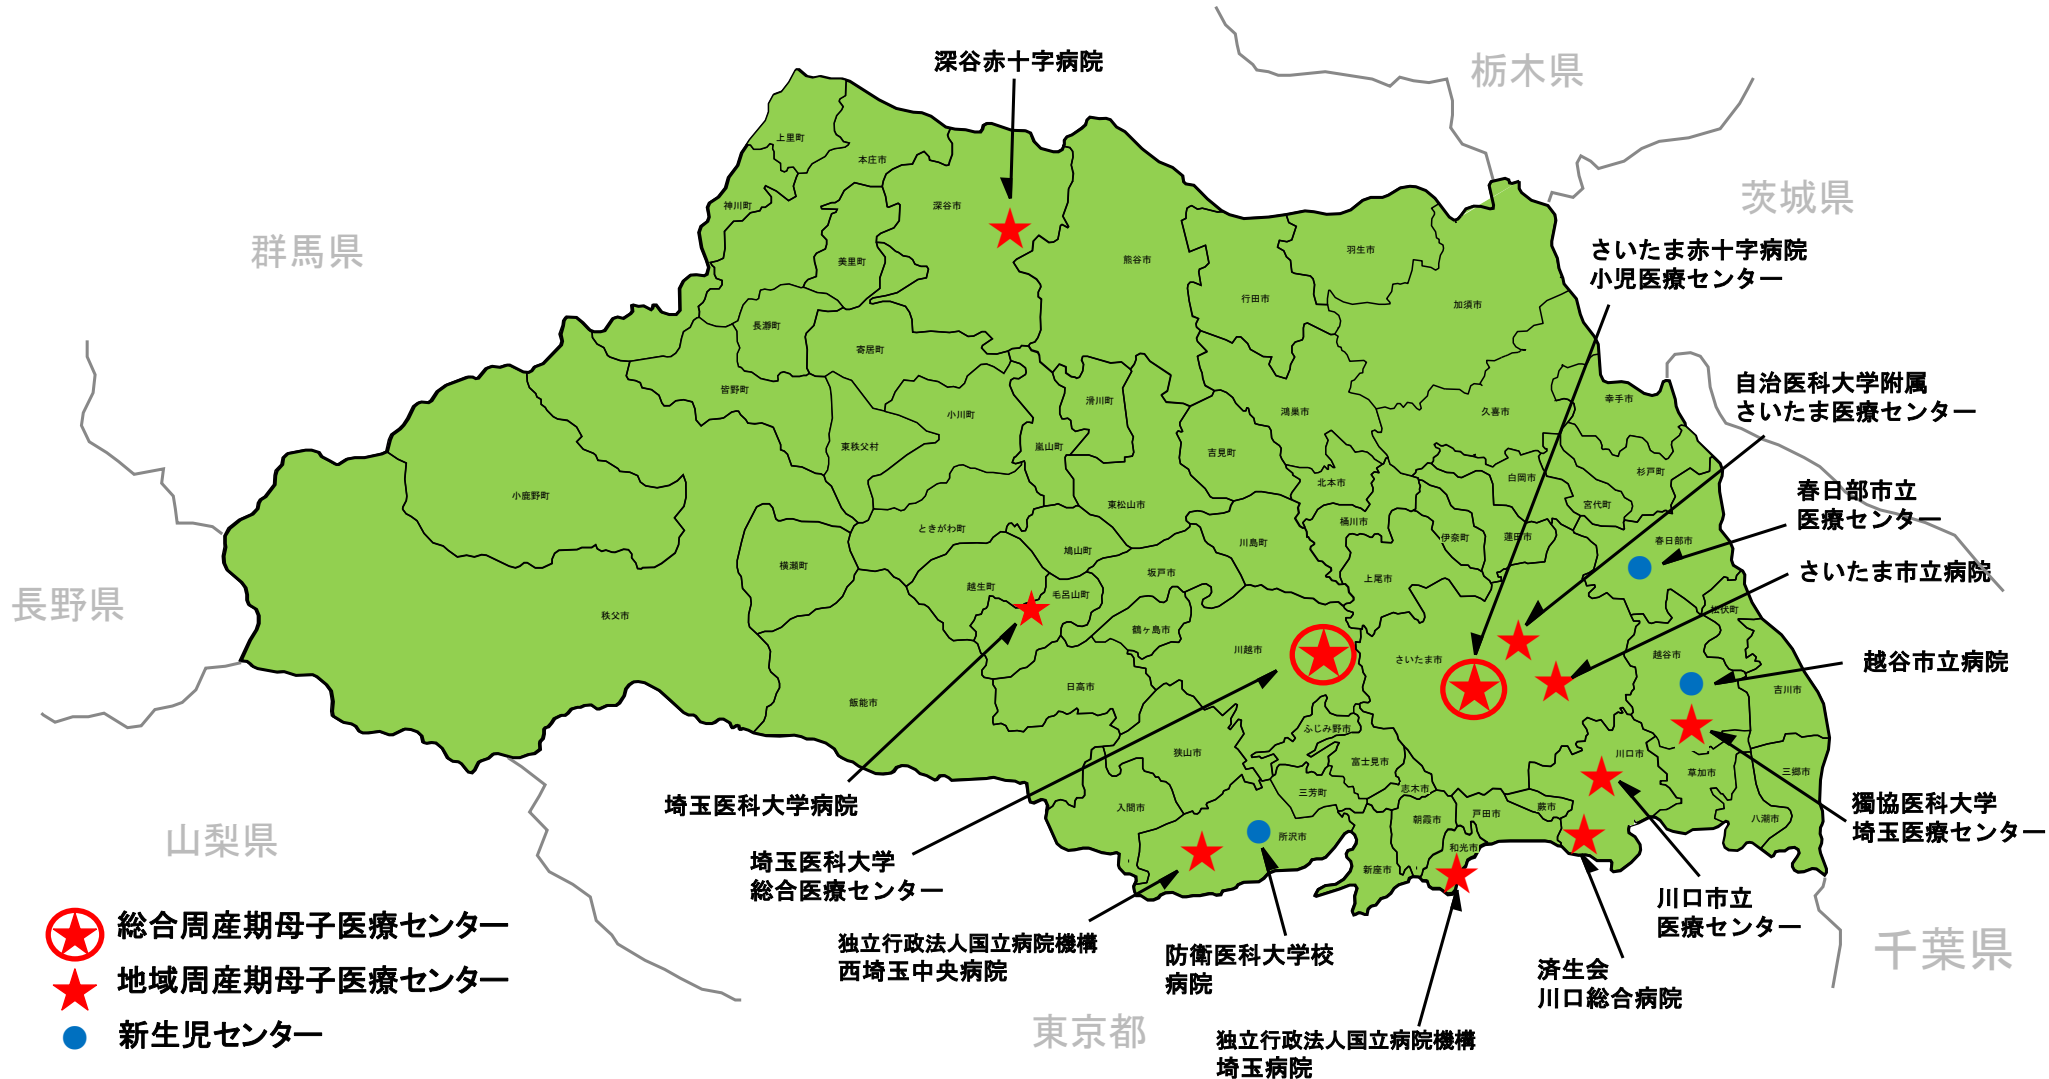 深谷赤十字病院
栃木県
茨城県
群馬県
長野県
山梨県
東京都
千葉県
さいたま赤十字病院
小児医療センター
自治医科大学附属
さいたま医療センター
春日部市立
医療センター
さいたま市立病院
越谷市立病院
獨協医科大学
埼玉医療センター
川口市立
医療センター
済生会
川口総合病院
独立行政法人国立病院機構
埼玉病院
防衛医科大学校
病院
独立行政法人国立病院機構
西埼玉中央病院
埼玉医科大学
総合医療センター
埼玉医科大学病院
上里町
本庄市
神川町
深谷市
美里町
熊谷市
羽生市
行田市
加須市
長瀞町
寄居町
皆野町
小川町
滑川町
鴻巣市
久喜市
幸手市
東秩父村
嵐山町
吉見町
北本市
白岡市
杉戸町
宮代町
小鹿野町
ときがわ町
東松山市
桶川市
伊奈町
蓮田市
春日部市
横瀬町
鳩山町
川島町
坂戸市
上尾市
越生町
毛呂山町
松伏町
秩父市
鶴ヶ島市
川越市
さいたま市
越谷市
飯能市
日高市
吉川市
ふじみ野市
狭山市
富士見市
川口市
草加市
三郷市
入間市
三芳町
志木市
朝霞市
戸田市
蕨市
八潮市
所沢市
和光市
新座市
総合周産期母子医療センター
地域周産期母子医療センター
新生児センター